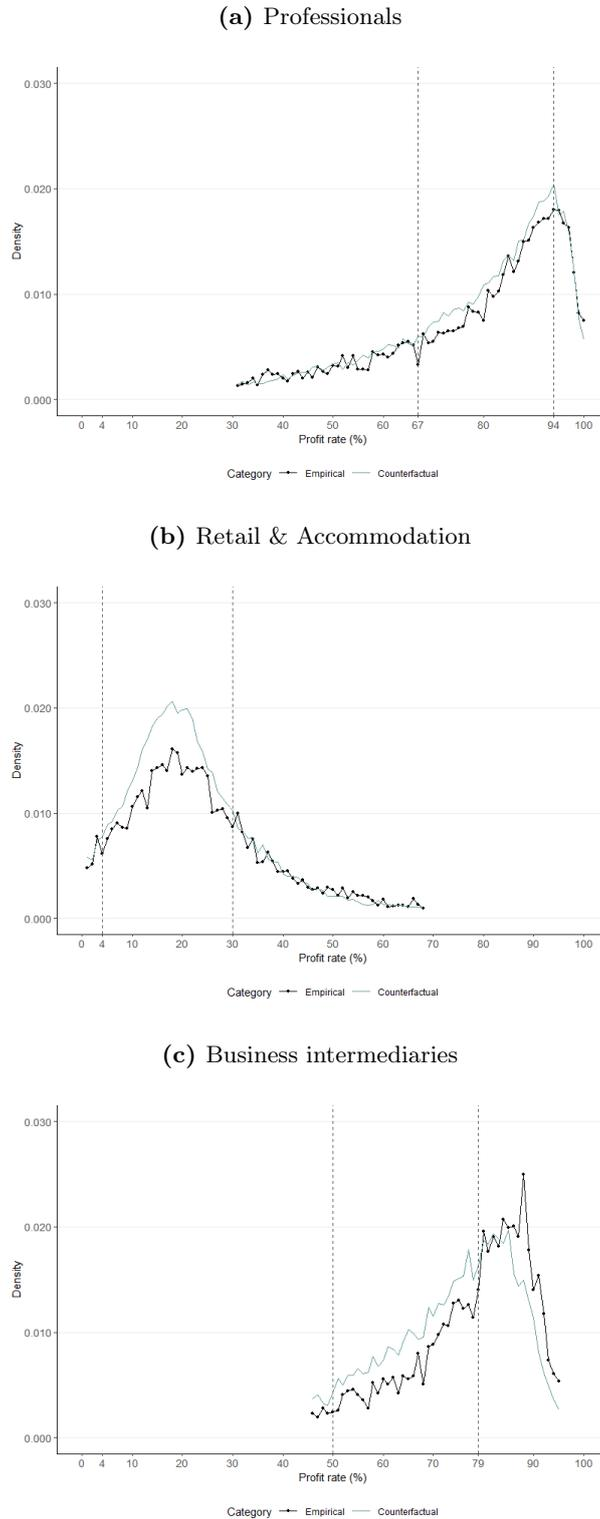 (a) Professionals
0.030
0.020
0.010
0.000
Density
0 4 10 20 30 40 50 60 67 80 94 100
Profit rate (%)
Category Empirical Counterfactual
(b) Retail & Accommodation
0.030
0.020
0.010
0.000
Density
0 4 10 20 30 40 50 60 70 80 90 100
Profit rate (%)
Category Empirical Counterfactual
(c) Business intermediaries
0.030
0.020
0.010
0.000
Density
0 4 10 20 30 40 50 60 70 79 90 100
Profit rate (%)
Category Empirical Counterfactual